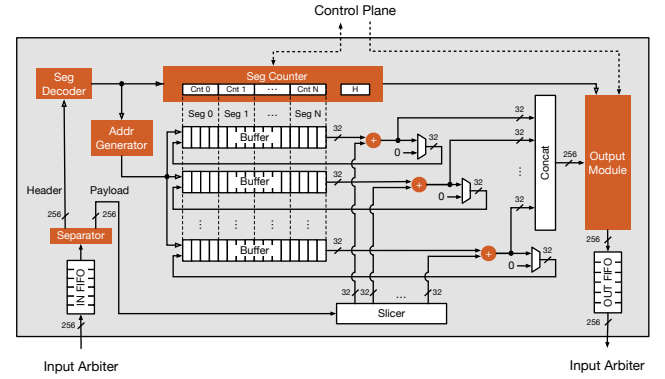 Control Plane
Seg Decoder
Seg Counter
Cnt 0 Cnt 1 ... Cnt N H
Seg 0 Seg 1 ... Seg N
Addr Generator
Buffer 32 + 0 32 32
Buffer 32 + 0 32 32
⋮ ⋮ ⋮ ⋮
Buffer 32 + 0 32 32
Concat
256
Output Module
Header Payload
256 256
Separator
IN FIFO
256
32 32 ... 32
Slicer
256
OUT FIFO
256
Input Arbiter Input Arbiter